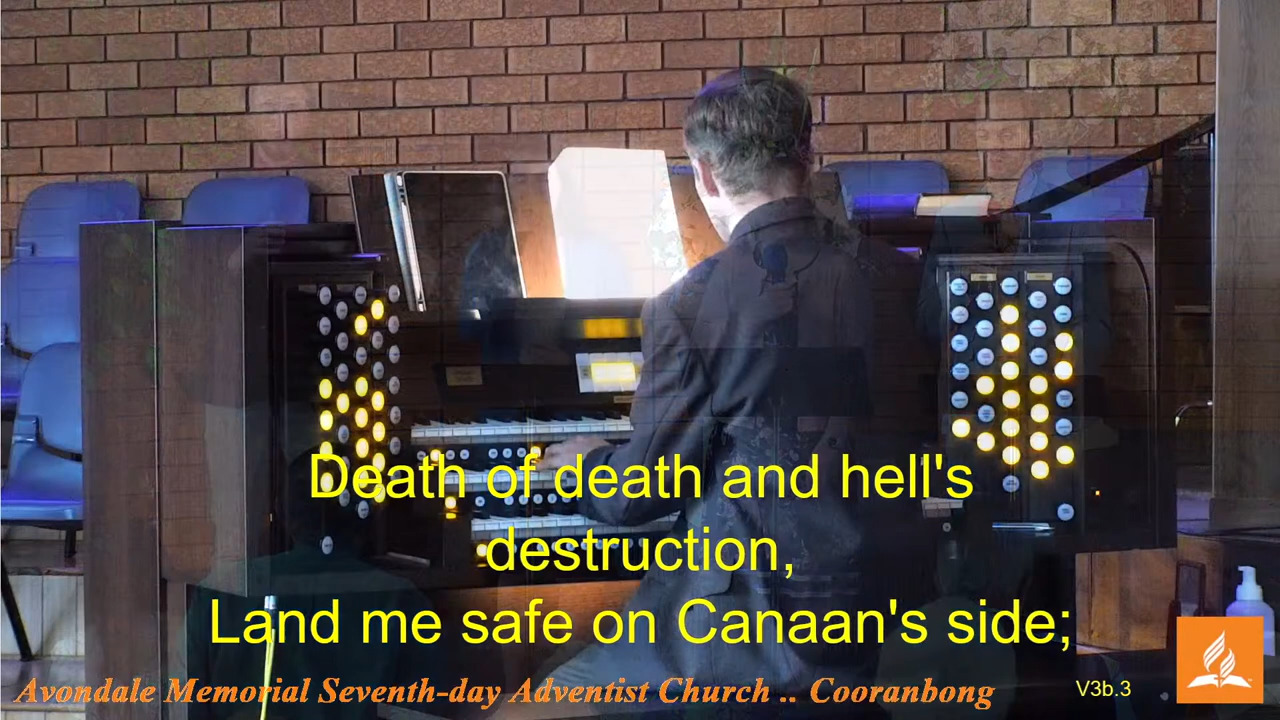 Death of death and hell's
destruction,
Land me safe on Canaan's side;
Avondale Memorial Seventh-day Adventist Church .. Cooranbong
V3b.3